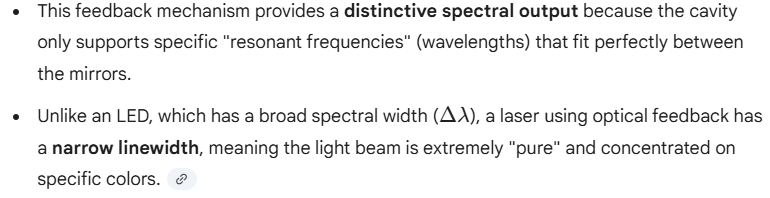 • This feedback mechanism provides a distinctive spectral output because the cavity
only supports specific "resonant frequencies" (wavelengths) that fit perfectly between
the mirrors.
• Unlike an LED, which has a broad spectral width (Δλ), a laser using optical feedback has
a narrow linewidth, meaning the light beam is extremely "pure" and concentrated on
specific colors.